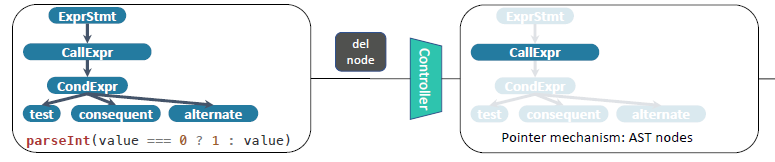 ExprStmt
CallExpr
CondExpr
test consequent alternate
parseInt(value === 0 ? 1 : value)
del
node
Controller
ExprStmt
CallExpr
CondExpr
test consequent alternate
Pointer mechanism: AST nodes